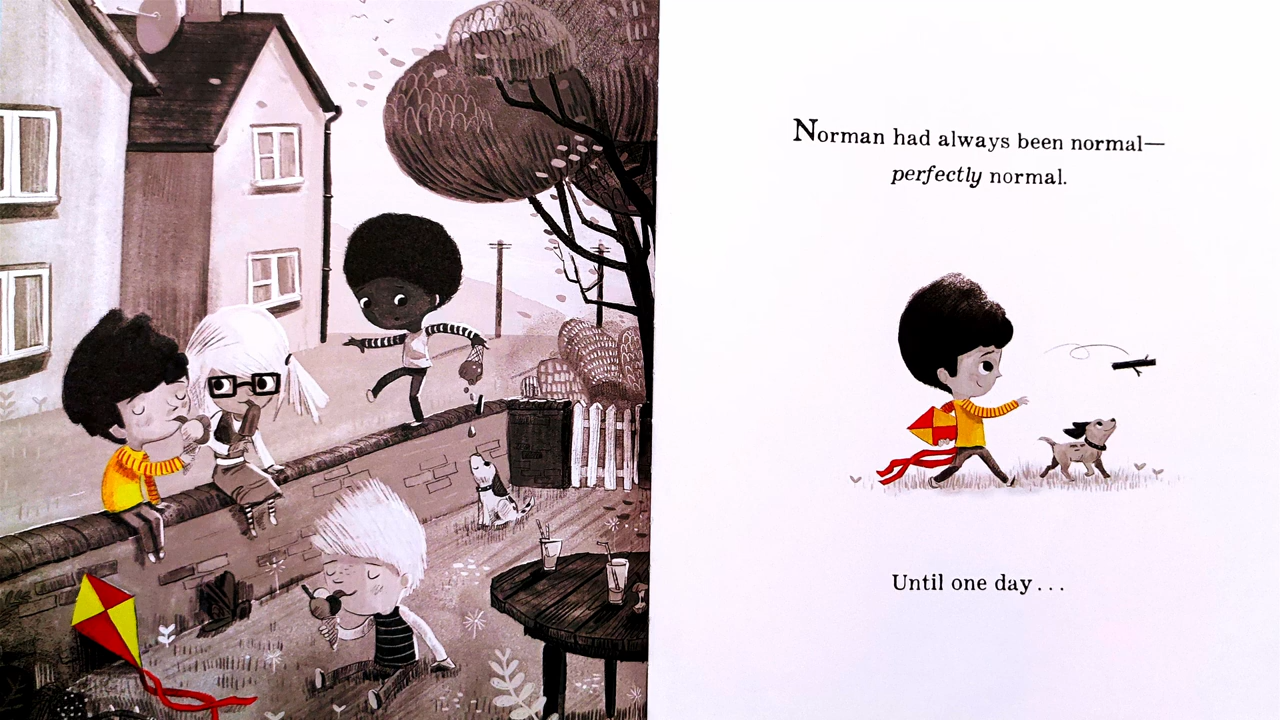 Norman had always been normal—
perfectly normal.
Until one day . . .